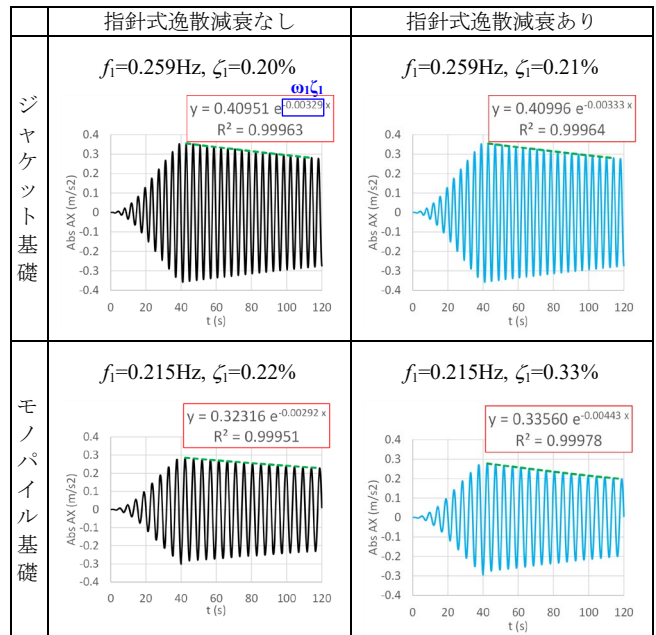 指針式逸散減衰なし
指針式逸散減衰あり
ジャケット基礎
f₁=0.259Hz, ζ₁=0.20%
ω₁ζ₁
y = 0.40951 e^-0.00329 x
R² = 0.99963
0.4
0.3
0.2
0.1
0
-0.1
-0.2
-0.3
-0.4
Abs AX (m/s2)
0 20 40 60 80 100 120
t (s)
f₁=0.259Hz, ζ₁=0.21%
y = 0.40996 e^-0.00333 x
R² = 0.99964
0.4
0.3
0.2
0.1
0
-0.1
-0.2
-0.3
-0.4
Abs AX (m/s2)
0 20 40 60 80 100 120
t (s)
モノパイル基礎
f₁=0.215Hz, ζ₁=0.22%
y = 0.32316 e^-0.00292 x
R² = 0.99951
0.4
0.3
0.2
0.1
0
-0.1
-0.2
-0.3
-0.4
Abs AX (m/s2)
0 20 40 60 80 100 120
t (s)
f₁=0.215Hz, ζ₁=0.33%
y = 0.33560 e^-0.00443 x
R² = 0.99978
0.4
0.3
0.2
0.1
0
-0.1
-0.2
-0.3
-0.4
Abs AX (m/s2)
0 20 40 60 80 100 120
t (s)